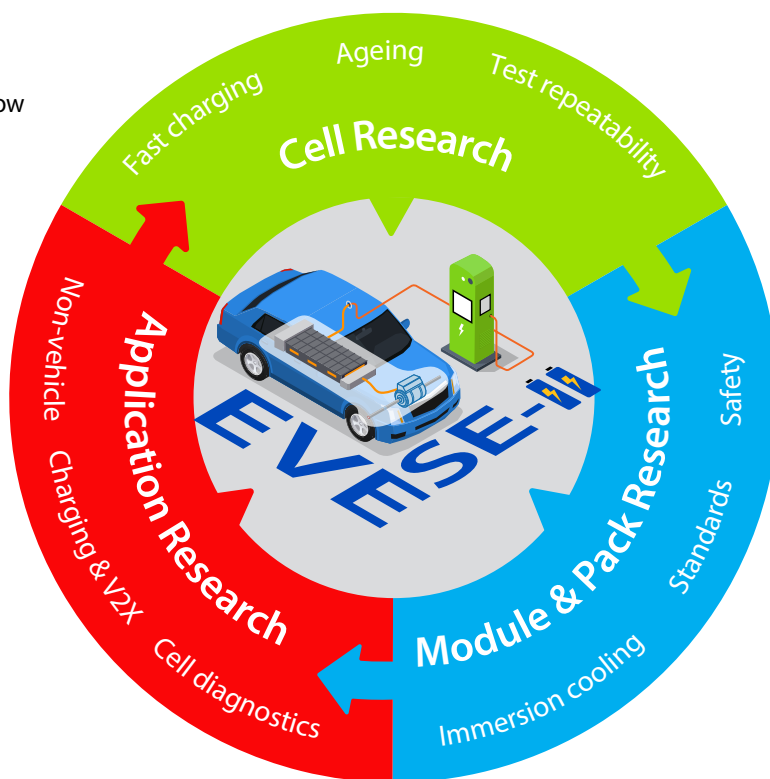 ow
Fast charging
Ageing
Test repeatability
Cell Research
Safety
Standards
Immersion cooling
Module & Pack Research
Non-vehicle
Charging & V2X
Cell diagnostics
Application Research
EVESE-II